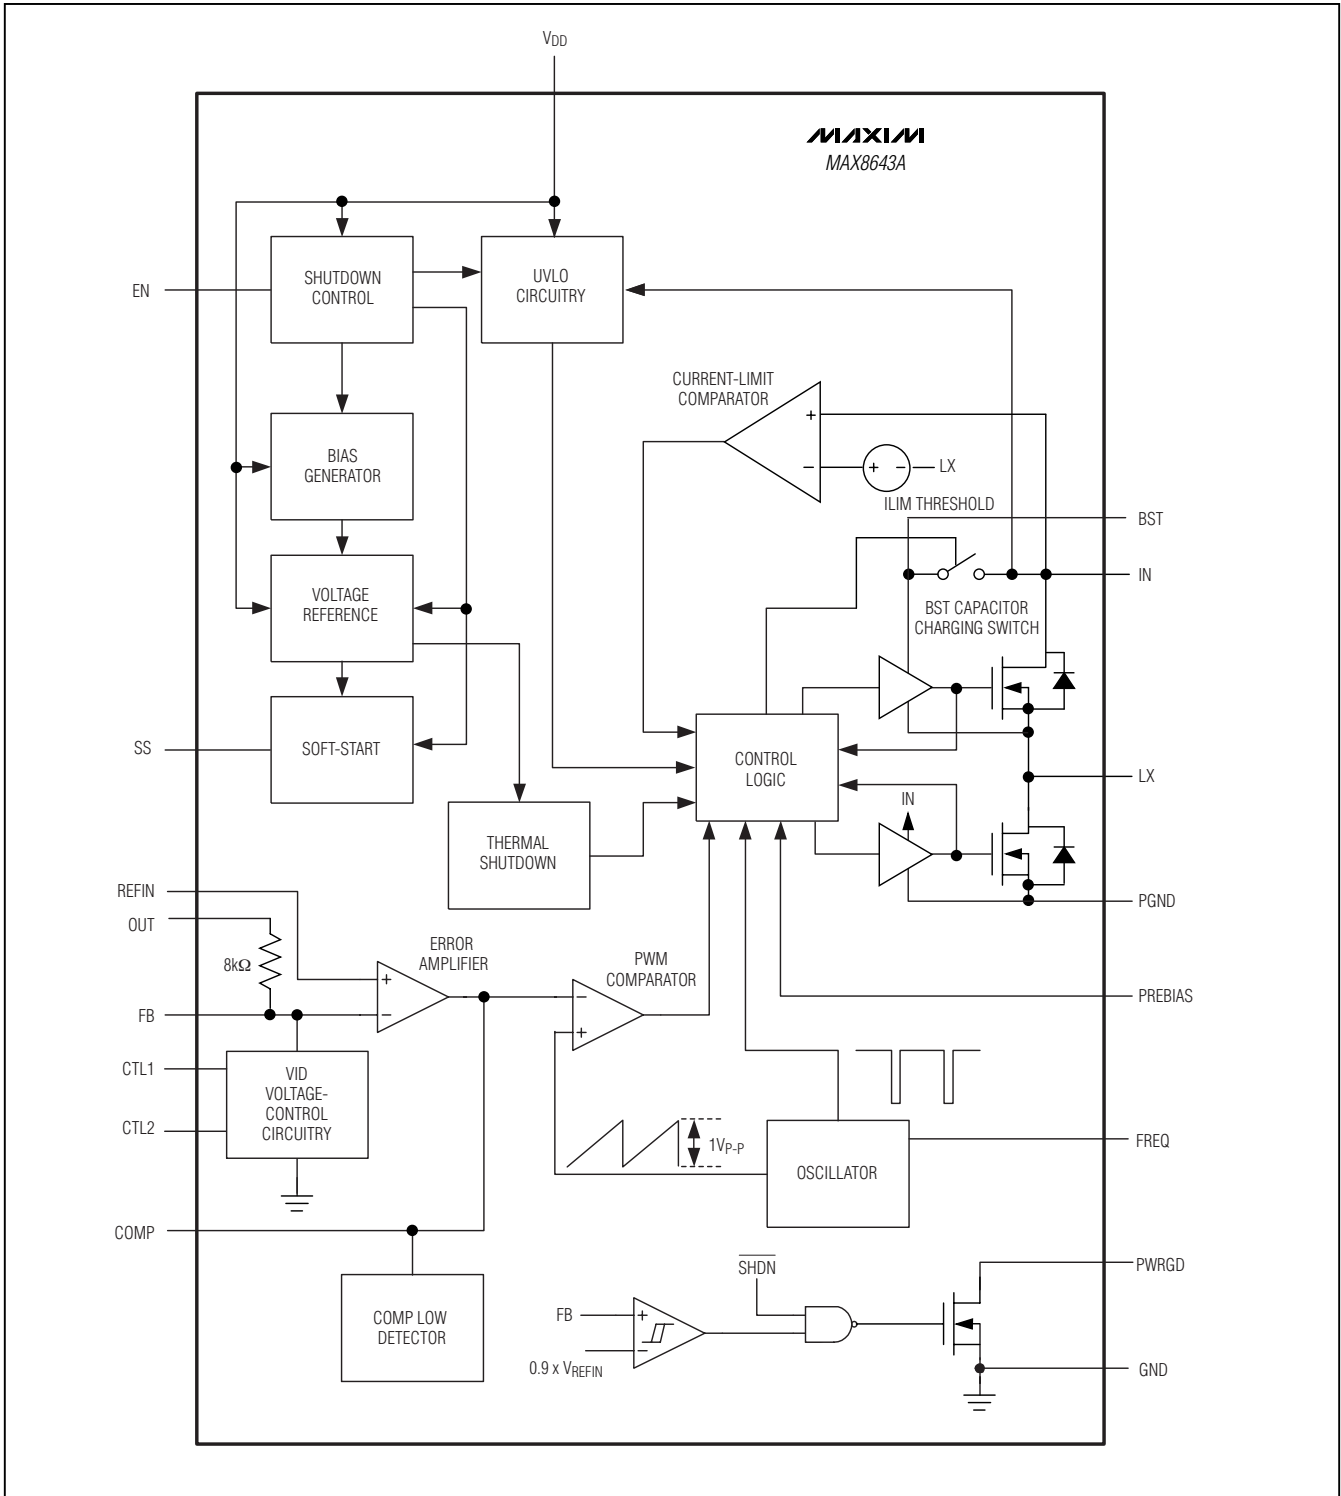 VDD
MAXIM
MAX8643A
SHUTDOWN
CONTROL
UVLO
CIRCUITRY
EN
CURRENT-LIMIT
COMPARATOR
+
−
+ −
LX
ILIM THRESHOLD
BIAS
GENERATOR
BST
IN
VOLTAGE
REFERENCE
BST CAPACITOR
CHARGING SWITCH
SS
SOFT-START
CONTROL
LOGIC
LX
IN
THERMAL
SHUTDOWN
REFIN
OUT
PGND
8kΩ
ERROR
AMPLIFIER
+
−
PWM
COMPARATOR
−
+
FB
PREBIAS
CTL1
CTL2
VID
VOLTAGE-
CONTROL
CIRCUITRY
1VP-P
OSCILLATOR
FREQ
COMP
COMP LOW
DETECTOR
SHDN
FB
+
−
0.9 x VREFIN
PWRGD
GND